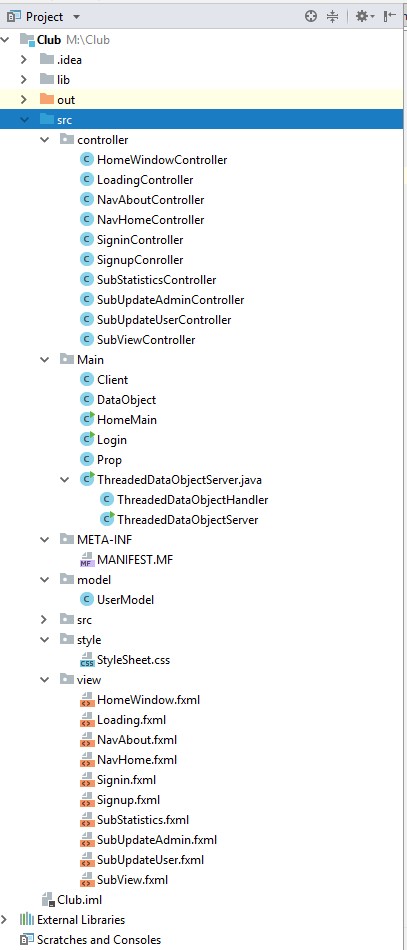 Project
Club M:\Club
.idea
lib
out
src
controller
C HomeWindowController
C LoadingController
C NavAboutController
C NavHomeController
C SigninController
C SignupConroller
C SubStatisticsController
C SubUpdateAdminController
C SubUpdateUserController
C SubViewController
Main
C Client
C DataObject
C HomeMain
C Login
C Prop
C ThreadedDataObjectServer.java
C ThreadedDataObjectHandler
C ThreadedDataObjectServer
META-INF
MF MANIFEST.MF
model
C UserModel
src
style
CSS StyleSheet.css
view
HomeWindow.fxml
Loading.fxml
NavAbout.fxml
NavHome.fxml
Signin.fxml
Signup.fxml
SubStatistics.fxml
SubUpdateAdmin.fxml
SubUpdateUser.fxml
SubView.fxml
Club.iml
External Libraries
Scratches and Consoles